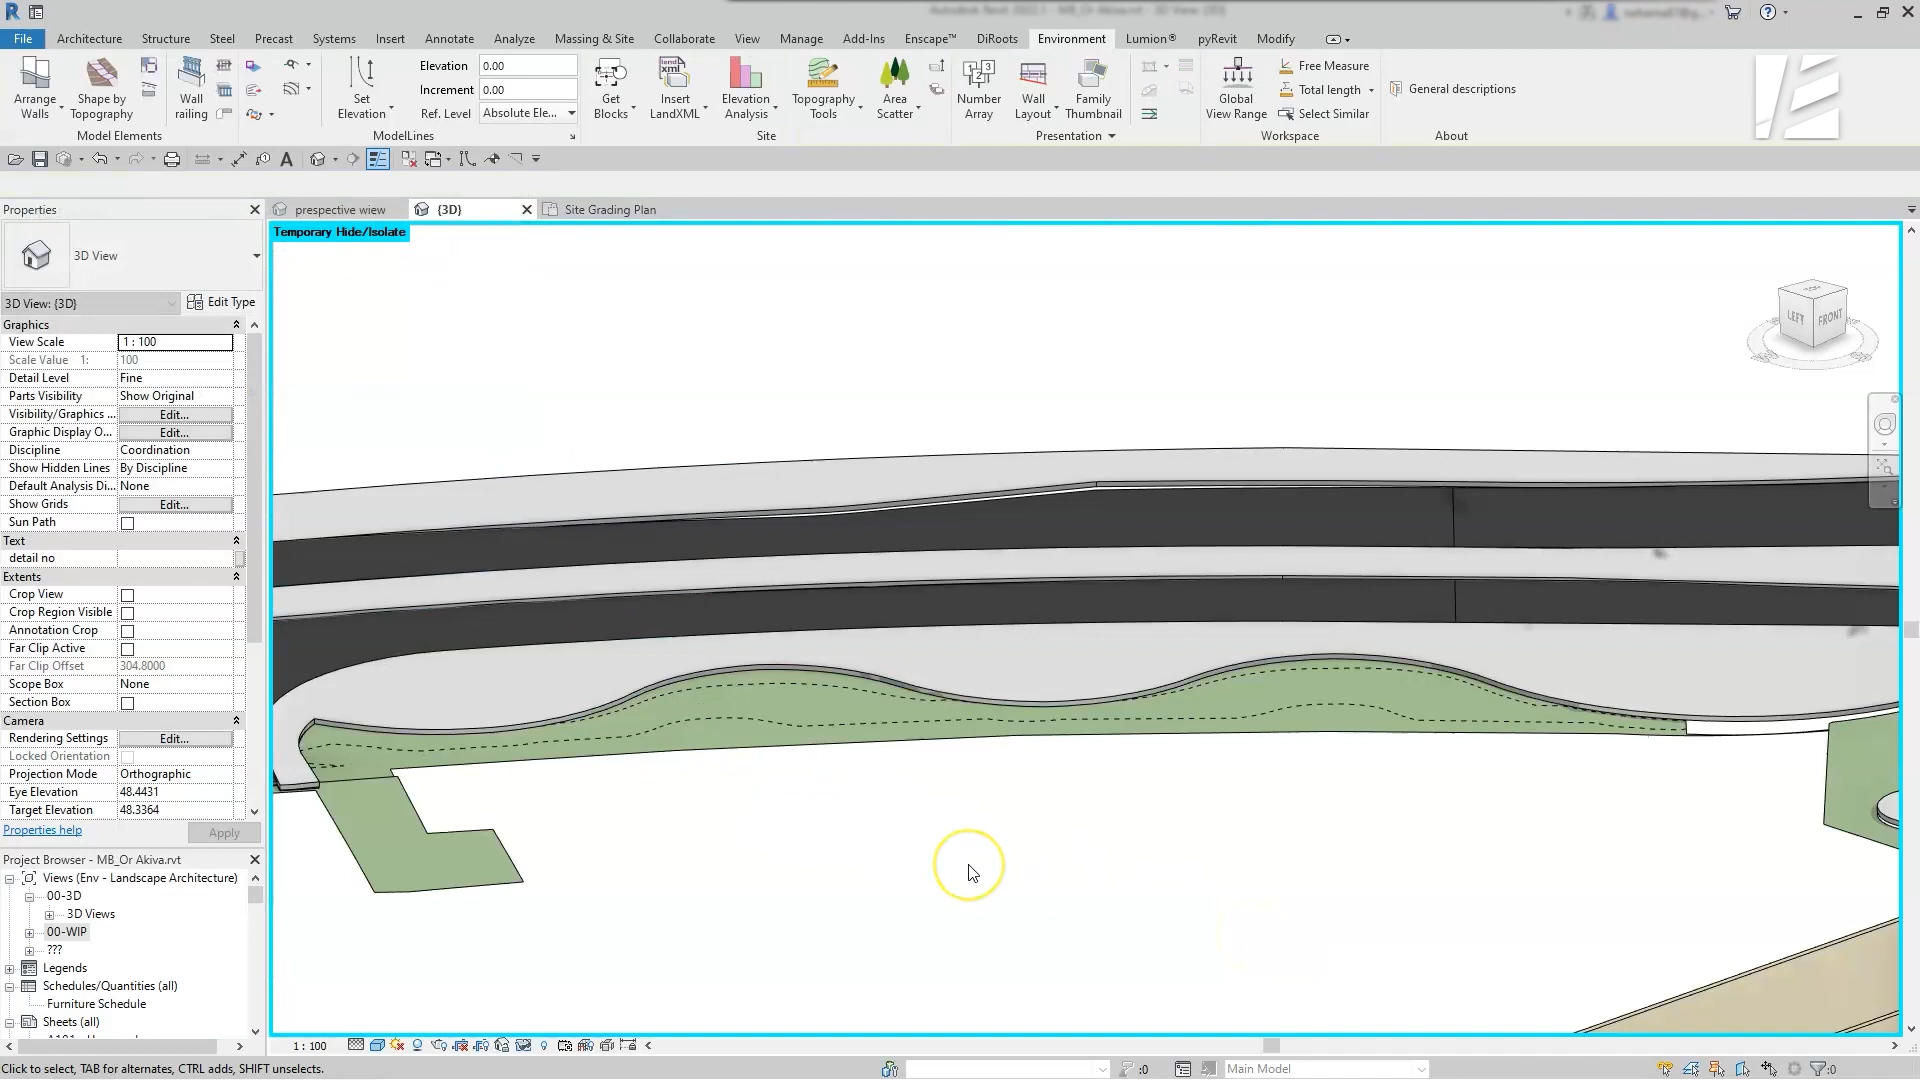 File Architecture Structure Steel Precast Systems Insert Annotate Analyze Massing & Site Collaborate View Manage Add-Ins Enscape™ DiRoots Environment Lumion® pyRevit Modify
Arrange Walls
Shape by Topography
Wall railing
Model Elements
Set Elevation
Elevation 0.00
Increment 0.00
Ref. Level Absolute Ele...
ModelLines
Get Blocks
Insert LandXML
Elevation Analysis
Topography Tools
Area Scatter
Site
Number Array
Wall Layout
Family Thumbnail
Presentation
Global View Range
Free Measure
Total length
Select Similar
Workspace
General descriptions
About
Properties
prespective wiew
{3D}
Site Grading Plan
Temporary Hide/Isolate
3D View
3D View: {3D}
Edit Type
Graphics
View Scale 1 : 100
Scale Value 1: 100
Detail Level Fine
Parts Visibility Show Original
Visibility/Graphics ... Edit...
Graphic Display O... Edit...
Discipline Coordination
Show Hidden Lines By Discipline
Default Analysis Di... None
Show Grids Edit...
Sun Path
Text
detail no
Extents
Crop View
Crop Region Visible
Annotation Crop
Far Clip Active
Far Clip Offset 304.8000
Scope Box None
Section Box
Camera
Rendering Settings Edit...
Locked Orientation
Projection Mode Orthographic
Eye Elevation 48.4431
Target Elevation 48.3364
Properties help
Apply
Project Browser - MB_Or Akiva.rvt
Views (Env - Landscape Architecture)
00-3D
3D Views
00-WIP
???
Legends
Schedules/Quantities (all)
Furniture Schedule
Sheets (all)
LEFT FRONT
1 : 100
Click to select, TAB for alternates, CTRL adds, SHIFT unselects.
:0
Main Model
:0